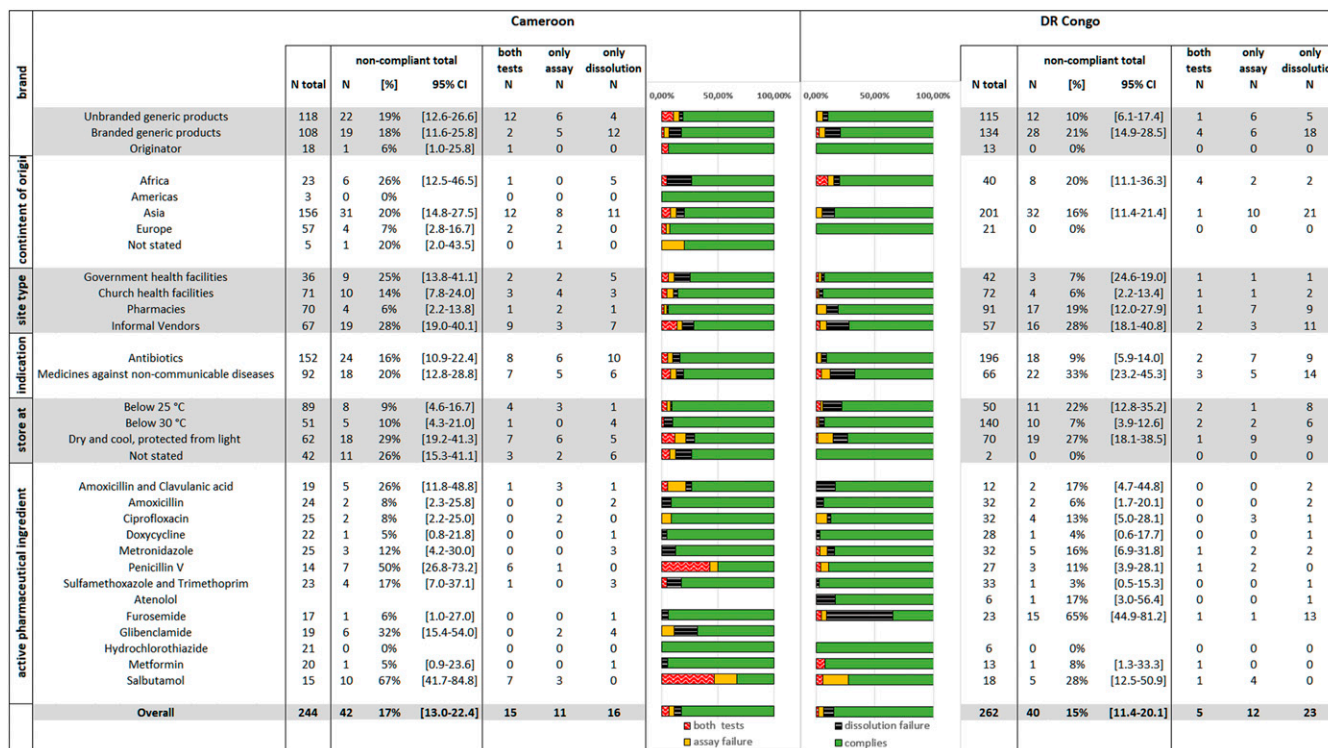 Cameroon DR Congo
brand
N total non-compliant total both tests only assay only dissolution
N [%] 95% CI N N N
0,00% 50,00% 100,00% 0,00% 50,00% 100,00%
N total non-compliant total both tests only assay only dissolution
N [%] 95% CI N N N
Unbranded generic products 118 22 19% [12.6-26.6] 12 6 4 115 12 10% [6.1-17.4] 1 6 5
Branded generic products 108 19 18% [11.6-25.8] 2 5 12 134 28 21% [14.9-28.5] 4 6 18
Originator 18 1 6% [1.0-25.8] 1 0 0 13 0 0% 0 0 0
contintent of origi
Africa 23 6 26% [12.5-46.5] 1 0 5 40 8 20% [11.1-36.3] 4 2 2
Americas 3 0 0% 0 0 0
Asia 156 31 20% [14.8-27.5] 12 8 11 201 32 16% [11.4-21.4] 1 10 21
Europe 57 4 7% [2.8-16.7] 2 2 0 21 0 0% 0 0 0
Not stated 5 1 20% [2.0-43.5] 0 1 0
site type
Government health facilities 36 9 25% [13.8-41.1] 2 2 5 42 3 7% [24.6-19.0] 1 1 1
Church health facilities 71 10 14% [7.8-24.0] 3 4 3 72 4 6% [2.2-13.4] 1 1 2
Pharmacies 70 4 6% [2.2-13.8] 1 2 1 91 17 19% [12.0-27.9] 1 7 9
Informal Vendors 67 19 28% [19.0-40.1] 9 3 7 57 16 28% [18.1-40.8] 2 3 11
indication
Antibiotics 152 24 16% [10.9-22.4] 8 6 10 196 18 9% [5.9-14.0] 2 7 9
Medicines against non-communicable diseases 92 18 20% [12.8-28.8] 7 5 6 66 22 33% [23.2-45.3] 3 5 14
store at
Below 25 °C 89 8 9% [4.6-16.7] 4 3 1 50 11 22% [12.8-35.2] 2 1 8
Below 30 °C 51 5 10% [4.3-21.0] 1 0 4 140 10 7% [3.9-12.6] 2 2 6
Dry and cool, protected from light 62 18 29% [19.2-41.3] 7 6 5 70 19 27% [18.1-38.5] 1 9 9
Not stated 42 11 26% [15.3-41.1] 3 2 6 2 0 0% 0 0 0
active pharmaceutical ingredient
Amoxicillin and Clavulanic acid 19 5 26% [11.8-48.8] 1 3 1 12 2 17% [4.7-44.8] 0 0 2
Amoxicillin 24 2 8% [2.3-25.8] 0 0 2 32 2 6% [1.7-20.1] 0 0 2
Ciprofloxacin 25 2 8% [2.2-25.0] 0 2 0 32 4 13% [5.0-28.1] 0 3 1
Doxycycline 22 1 5% [0.8-21.8] 0 0 1 28 1 4% [0.6-17.7] 0 0 1
Metronidazole 25 3 12% [4.2-30.0] 0 0 3 32 5 16% [6.9-31.8] 1 2 2
Penicillin V 14 7 50% [26.8-73.2] 6 1 0 27 3 11% [3.9-28.1] 1 2 0
Sulfamethoxazole and Trimethoprim 23 4 17% [7.0-37.1] 1 0 3 33 1 3% [0.5-15.3] 0 0 1
Atenolol 6 1 17% [3.0-56.4] 0 0 1
Furosemide 17 1 6% [1.0-27.0] 0 0 1 23 15 65% [44.9-81.2] 1 1 13
Glibenclamide 19 6 32% [15.4-54.0] 0 2 4
Hydrochlorothiazide 21 0 0% 0 0 0 6 0 0% 0 0 0
Metformin 20 1 5% [0.9-23.6] 0 0 1 13 1 8% [1.3-33.3] 1 0 0
Salbutamol 15 10 67% [41.7-84.8] 7 3 0 18 5 28% [12.5-50.9] 1 4 0
Overall 244 42 17% [13.0-22.4] 15 11 16 262 40 15% [11.4-20.1] 5 12 23
both tests dissolution failure
assay failure complies